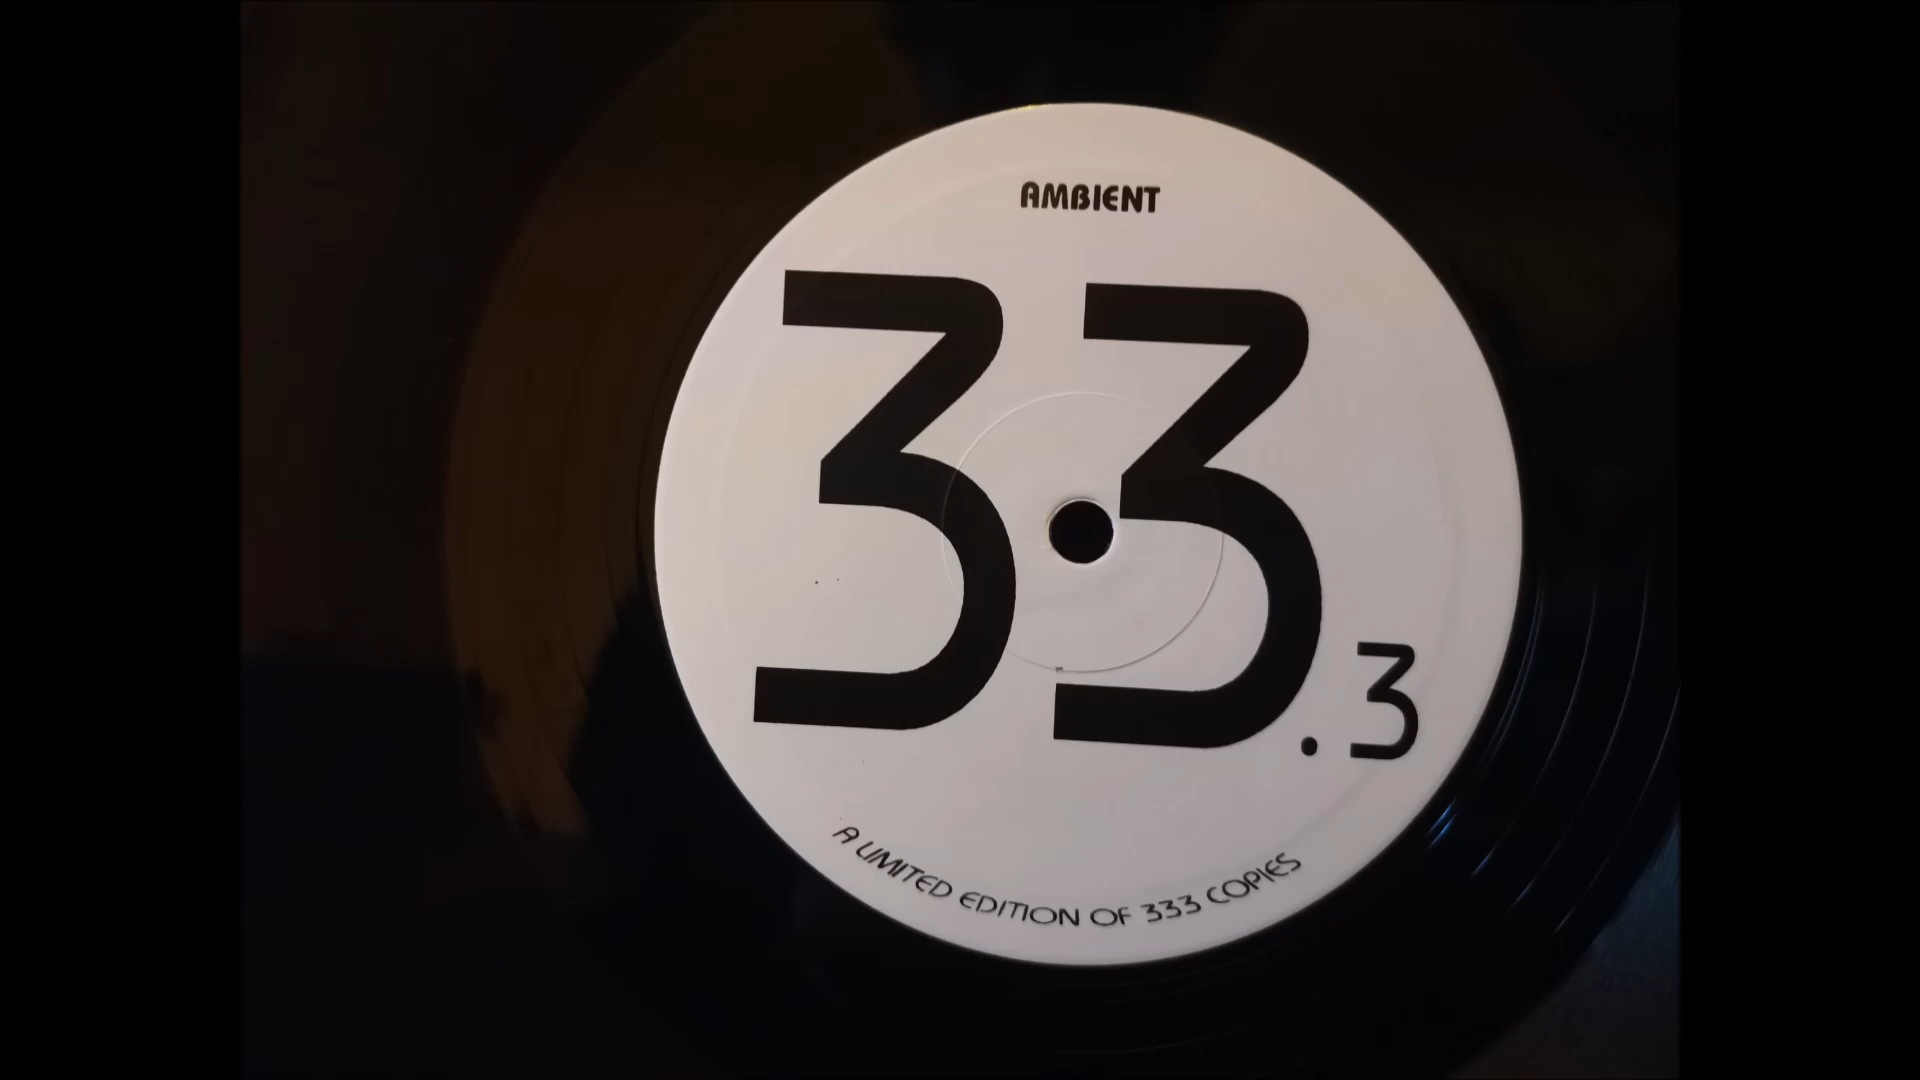 AMBIENT
33.3
A LIMITED EDITION OF 333 COPIES